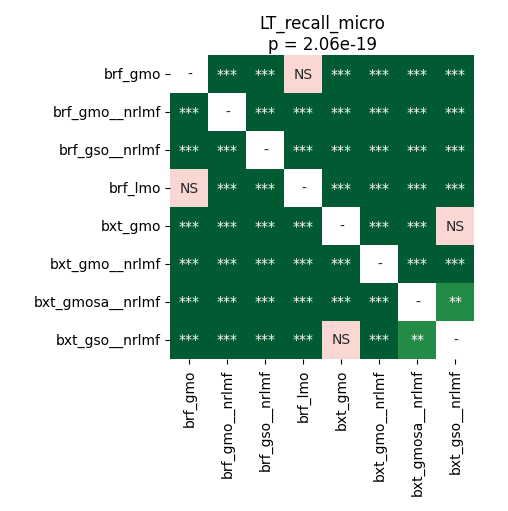 LT_recall_micro
p = 2.06e-19
brf_gmo - *** *** NS *** *** *** ***
brf_gmo__nrlmf *** - *** *** *** *** *** ***
brf_gso__nrlmf *** *** - *** *** *** *** ***
brf_lmo NS *** *** - *** *** *** ***
bxt_gmo *** *** *** *** - *** *** NS
bxt_gmo__nrlmf *** *** *** *** *** - *** ***
bxt_gmosa__nrlmf *** *** *** *** *** *** - **
bxt_gso__nrlmf *** *** *** *** NS *** ** -
brf_gmo
brf_gmo__nrlmf
brf_gso__nrlmf
brf_lmo
bxt_gmo
bxt_gmo__nrlmf
bxt_gmosa__nrlmf
bxt_gso__nrlmf